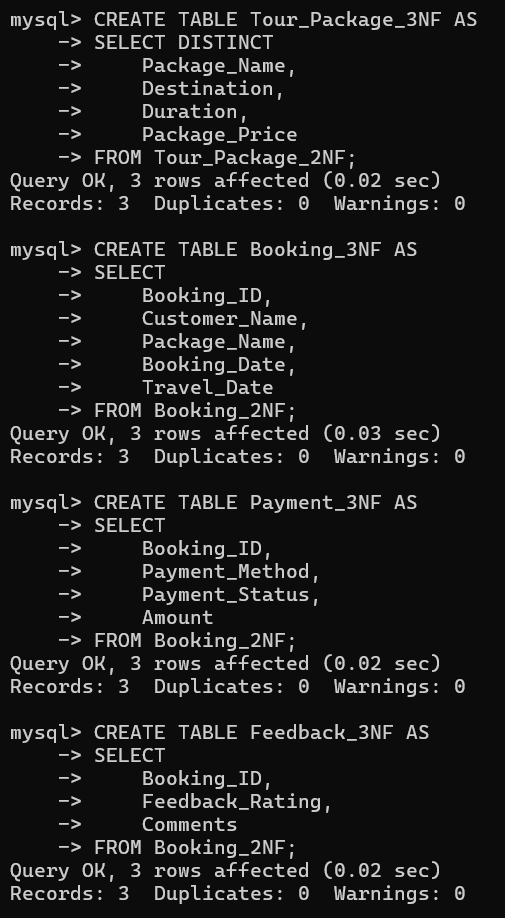 mysql> CREATE TABLE Tour_Package_3NF AS
    -> SELECT DISTINCT
    ->     Package_Name,
    ->     Destination,
    ->     Duration,
    ->     Package_Price
    -> FROM Tour_Package_2NF;
Query OK, 3 rows affected (0.02 sec)
Records: 3  Duplicates: 0  Warnings: 0

mysql> CREATE TABLE Booking_3NF AS
    -> SELECT
    ->     Booking_ID,
    ->     Customer_Name,
    ->     Package_Name,
    ->     Booking_Date,
    ->     Travel_Date
    -> FROM Booking_2NF;
Query OK, 3 rows affected (0.03 sec)
Records: 3  Duplicates: 0  Warnings: 0

mysql> CREATE TABLE Payment_3NF AS
    -> SELECT
    ->     Booking_ID,
    ->     Payment_Method,
    ->     Payment_Status,
    ->     Amount
    -> FROM Booking_2NF;
Query OK, 3 rows affected (0.02 sec)
Records: 3  Duplicates: 0  Warnings: 0

mysql> CREATE TABLE Feedback_3NF AS
    -> SELECT
    ->     Booking_ID,
    ->     Feedback_Rating,
    ->     Comments
    -> FROM Booking_2NF;
Query OK, 3 rows affected (0.02 sec)
Records: 3  Duplicates: 0  Warnings: 0